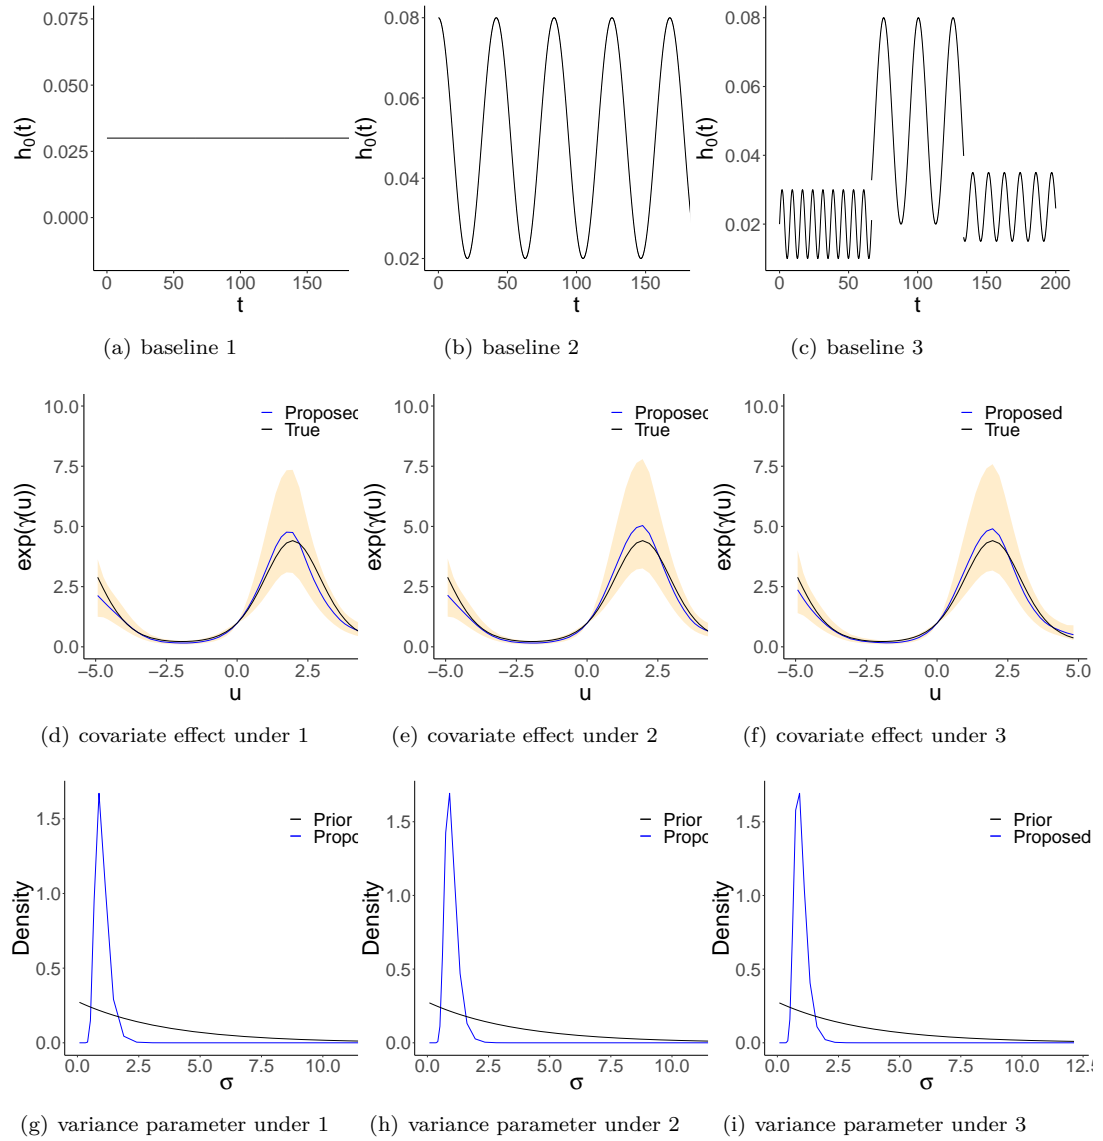 0.075
0.050
0.025
0.000
h0(t)
0 50 100 150
t
(a) baseline 1
0.08
0.06
0.04
0.02
h0(t)
0 50 100 150
t
(b) baseline 2
0.08
0.06
0.04
0.02
h0(t)
0 50 100 150 200
t
(c) baseline 3
10.0
7.5
5.0
2.5
0.0
exp(γ(u))
Proposed
True
−5.0 −2.5 0.0 2.5
u
(d) covariate effect under 1
10.0
7.5
5.0
2.5
0.0
exp(γ(u))
Proposed
True
−5.0 −2.5 0.0 2.5
u
(e) covariate effect under 2
10.0
7.5
5.0
2.5
0.0
exp(γ(u))
Proposed
True
−5.0 −2.5 0.0 2.5 5.0
u
(f) covariate effect under 3
1.5
1.0
0.5
0.0
Density
Prior
Propo
0.0 2.5 5.0 7.5 10.0
σ
(g) variance parameter under 1
1.5
1.0
0.5
0.0
Density
Prior
Propo
0.0 2.5 5.0 7.5 10.0
σ
(h) variance parameter under 2
1.5
1.0
0.5
0.0
Density
Prior
Proposed
0.0 2.5 5.0 7.5 10.0 12.5
σ
(i) variance parameter under 3